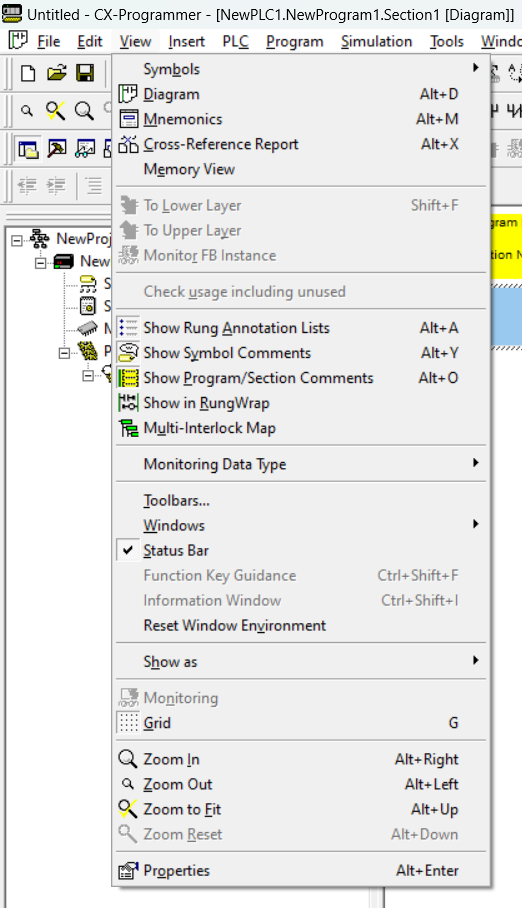 Untitled - CX-Programmer - [NewPLC1.NewProgram1.Section1 [Diagram]]
File Edit View Insert PLC Program Simulation Tools Windo
Symbols
Diagram Alt+D
Mnemonics Alt+M
Cross-Reference Report Alt+X
Memory View
To Lower Layer Shift+F
To Upper Layer
Monitor FB Instance
Check usage including unused
Show Rung Annotation Lists Alt+A
Show Symbol Comments Alt+Y
Show Program/Section Comments Alt+O
Show in RungWrap
Multi-Interlock Map
Monitoring Data Type
Toolbars...
Windows
Status Bar
Function Key Guidance Ctrl+Shift+F
Information Window Ctrl+Shift+I
Reset Window Environment
Show as
Monitoring
Grid G
Zoom In Alt+Right
Zoom Out Alt+Left
Zoom to Fit Alt+Up
Zoom Reset Alt+Down
Properties Alt+Enter
NewProj
New
S
S
M
P
gram
tion N